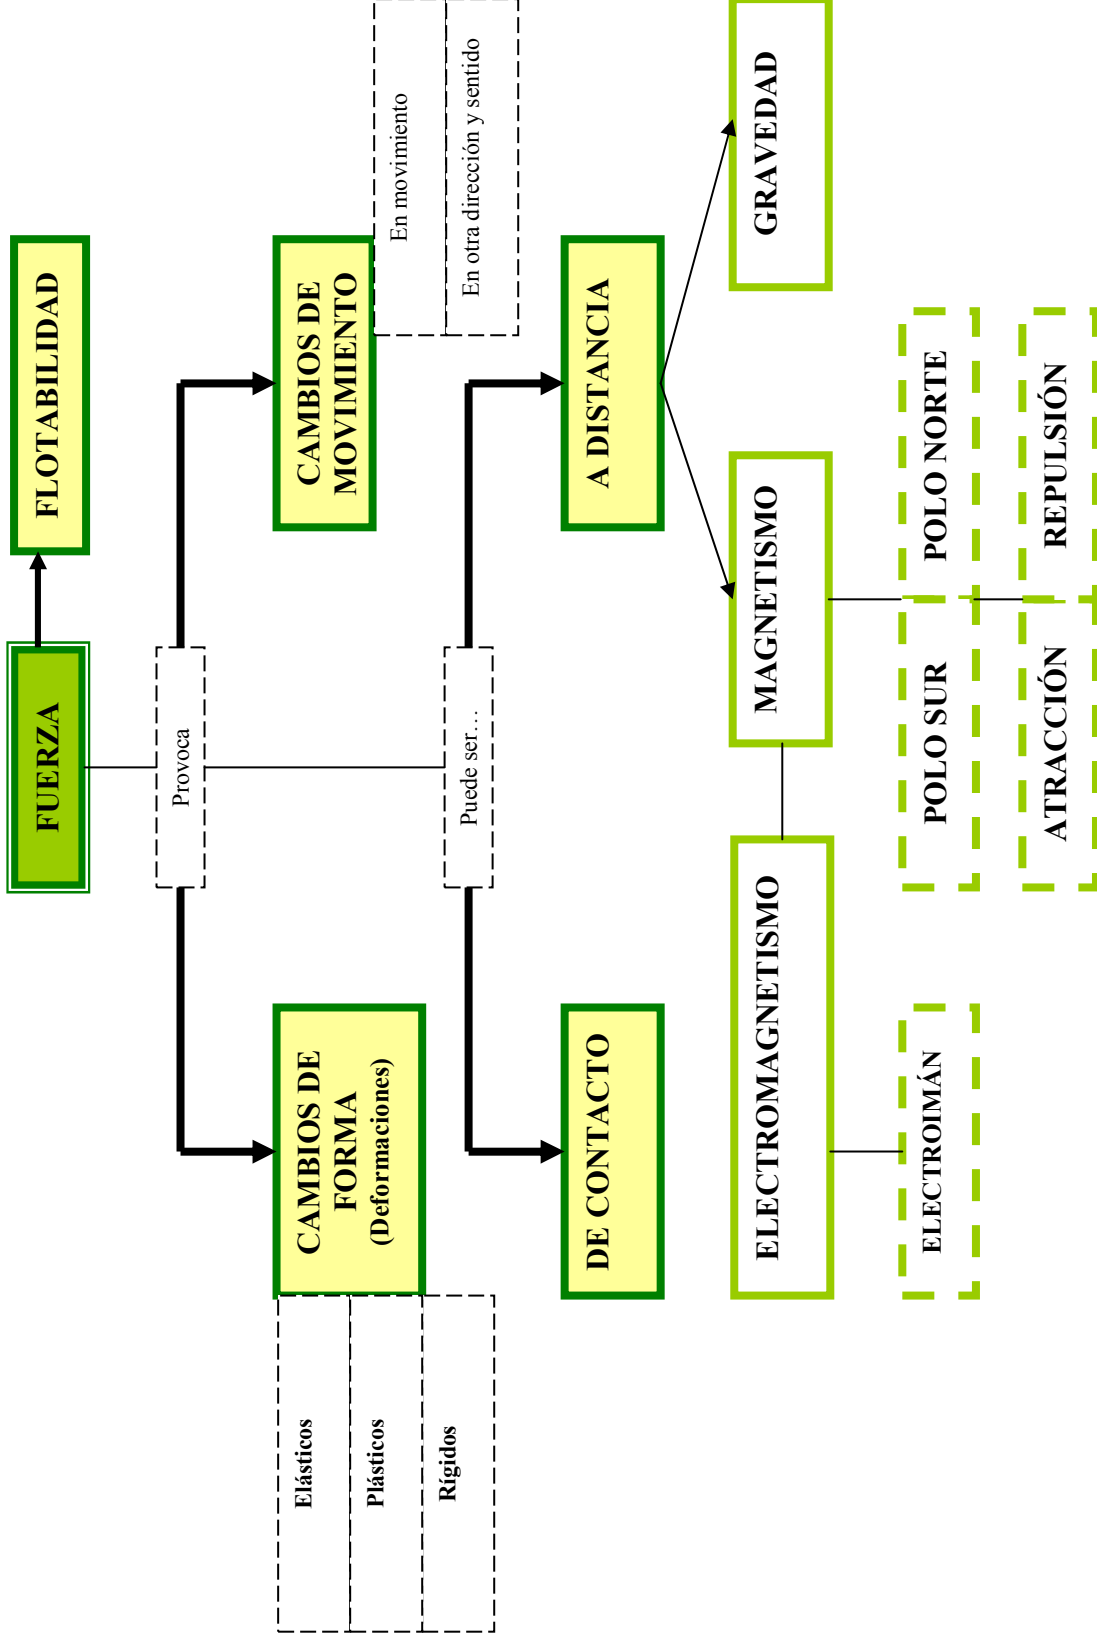 FUERZA
FLOTABILIDAD
Provoca
CAMBIOS DE
FORMA
(Deformaciones)
Elásticos
Plásticos
Rígidos
CAMBIOS DE
MOVIMIENTO
En movimiento
En otra dirección y sentido
Puede ser…
DE CONTACTO
A DISTANCIA
ELECTROMAGNETISMO
MAGNETISMO
GRAVEDAD
ELECTROIMÁN
POLO SUR
POLO NORTE
ATRACCIÓN
REPULSIÓN